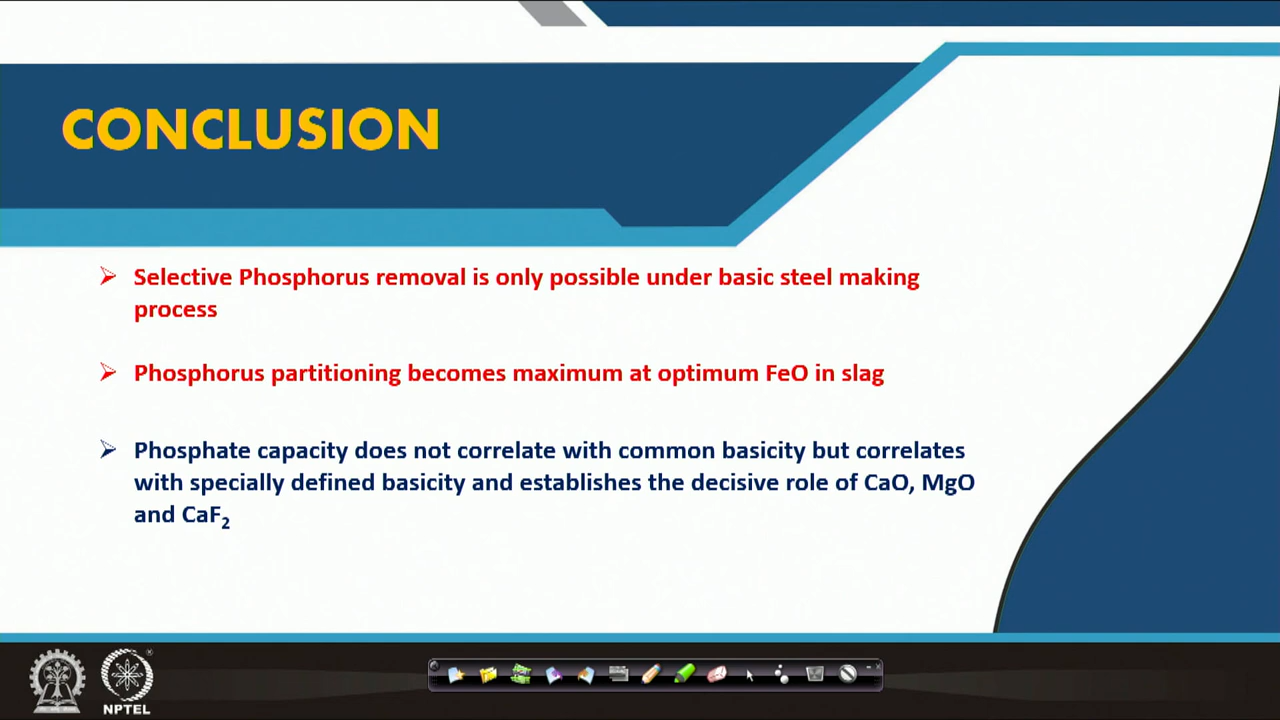 CONCLUSION
Selective Phosphorus removal is only possible under basic steel making
process
Phosphorus partitioning becomes maximum at optimum FeO in slag
Phosphate capacity does not correlate with common basicity but correlates
with specially defined basicity and establishes the decisive role of CaO, MgO
and CaF₂
NPTEL